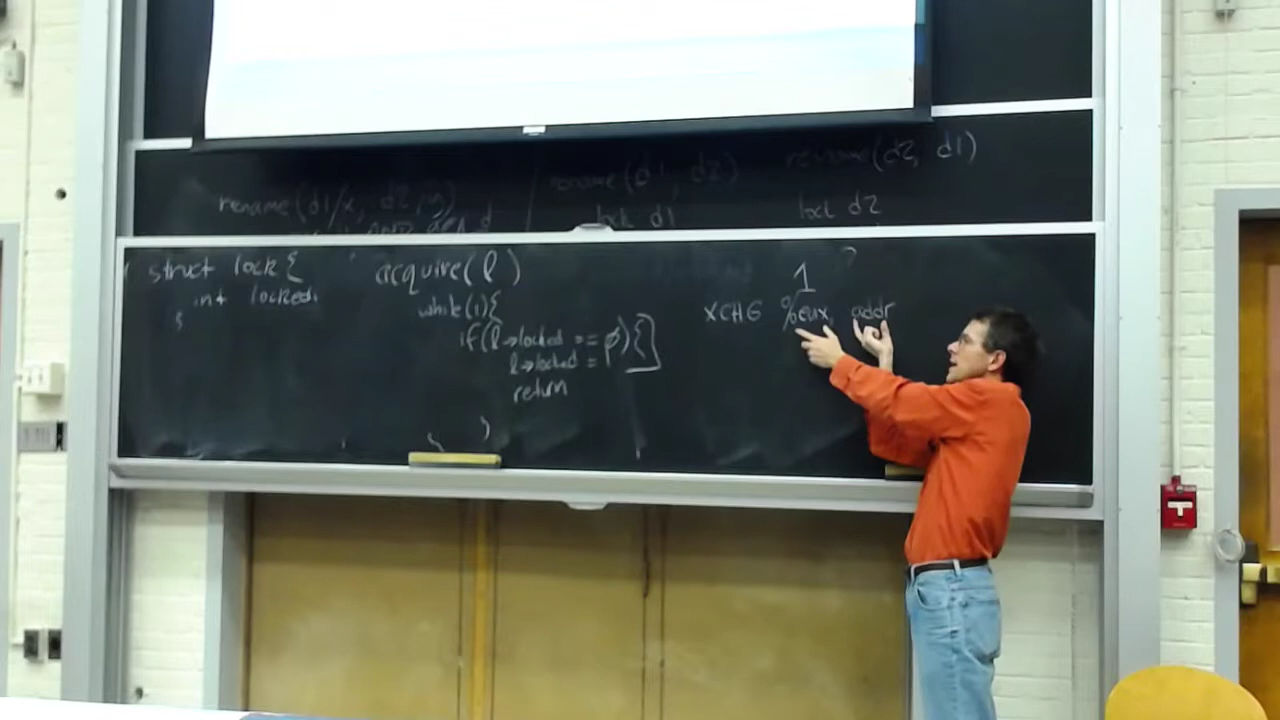 rename(d1/x, d2/y)
rename(d1, d2)
rename(d2, d1)
lock d1
lock d2
struct lock {
int locked;
}
acquire(l)
while(1){
if(l->locked == 0){
l->locked =
return
}
}
1 ?
XCHG %eax, addr